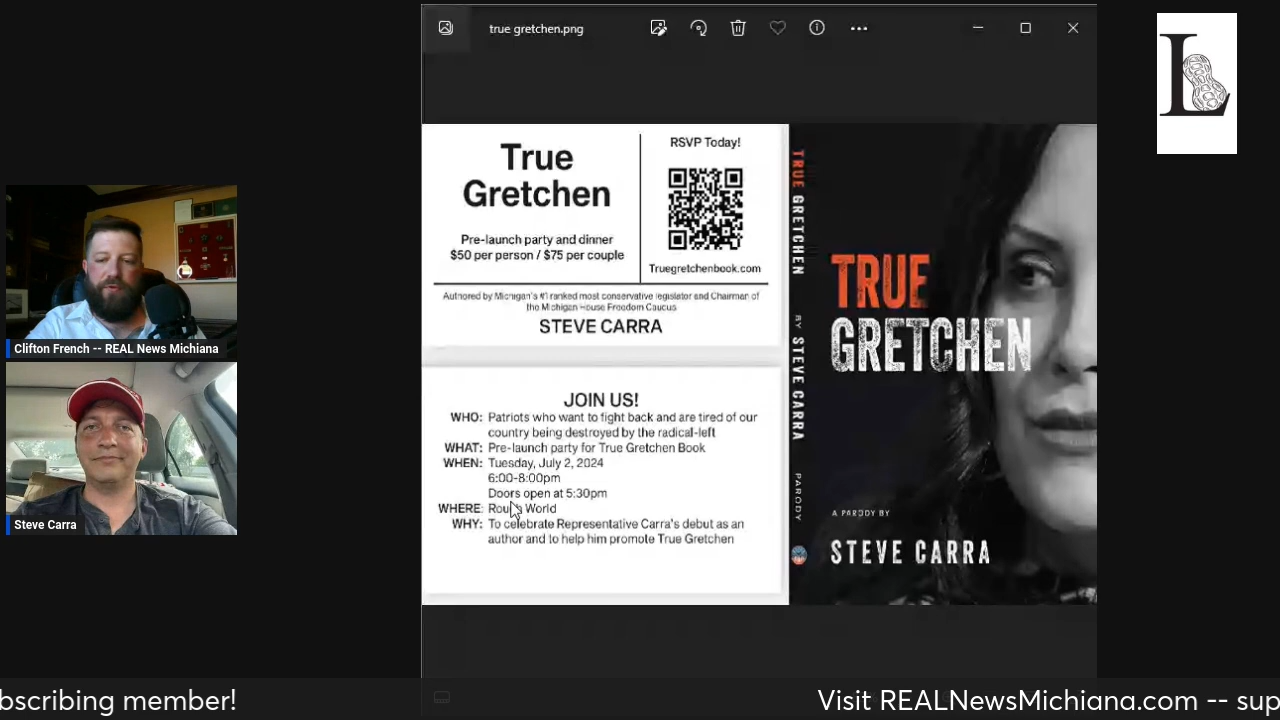 true gretchen.png
True
Gretchen
Pre-launch party and dinner
$50 per person / $75 per couple
RSVP Today!
Truegretchenbook.com
Authored by Michigan's #1 ranked most conservative legislator and Chairman of
the Michigan House Freedom Caucus
STEVE CARRA
JOIN US!
WHO: Patriots who want to fight back and are tired of our
country being destroyed by the radical-left
WHAT: Pre-launch party for True Gretchen Book
WHEN: Tuesday, July 2, 2024
6:00-8:00pm
Doors open at 5:30pm
WHERE: World
WHY: To celebrate Representative Carra's debut as an
author and to help him promote True Gretchen
TRUE GRETCHEN BY STEVE CARRA PARODY
TRUE
GRETCHEN
A PARODY BY
STEVE CARRA
L
Clifton French -- REAL News Michiana
Steve Carra
bscribing member!
Visit REALNewsMichiana.com -- sup